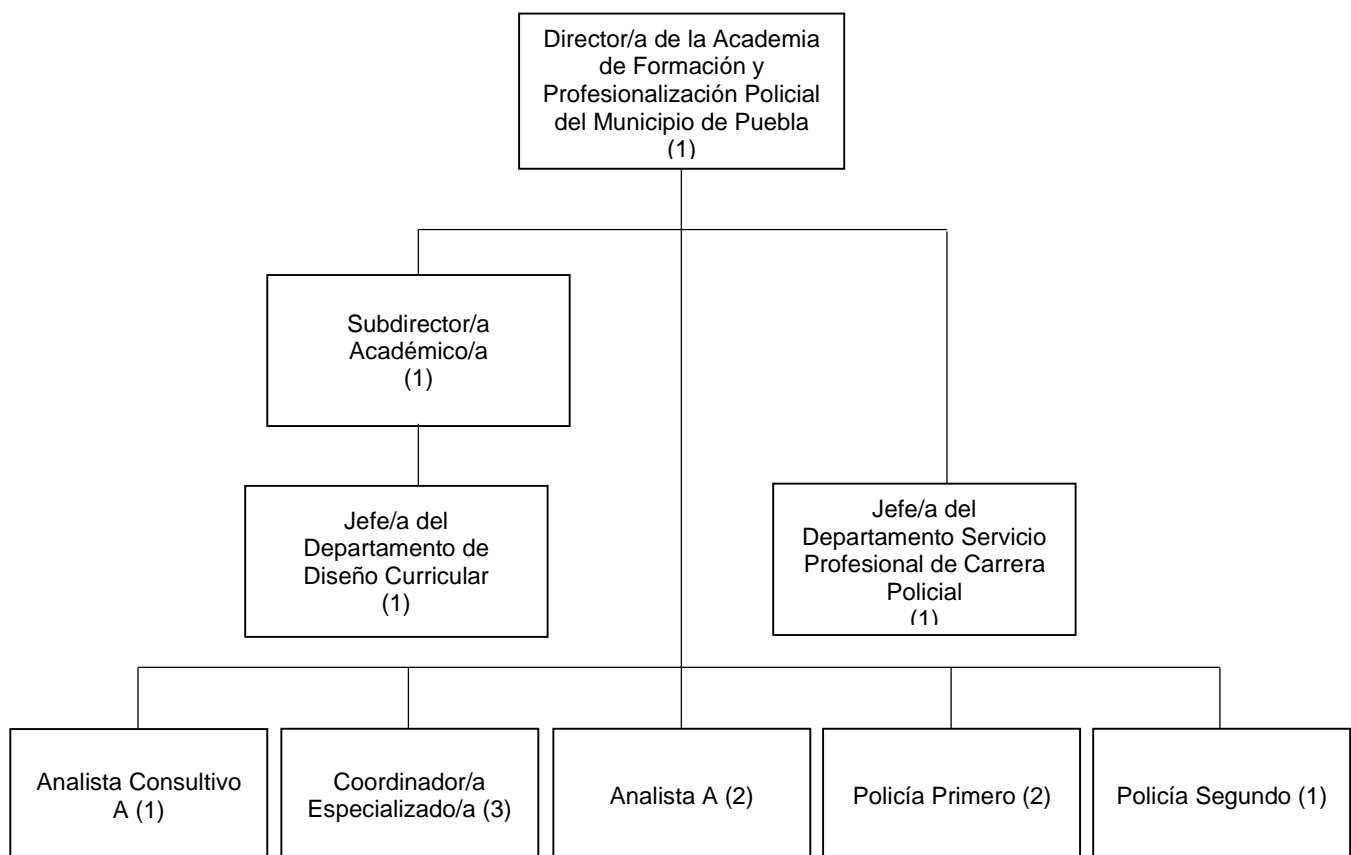 Director/a de la Academia
de Formación y
Profesionalización Policial
del Municipio de Puebla
(1)
Subdirector/a
Académico/a
(1)
Jefe/a del
Departamento de
Diseño Curricular
(1)
Jefe/a del
Departamento Servicio
Profesional de Carrera
Policial
(1)
Analista Consultivo
A (1)
Coordinador/a
Especializado/a (3)
Analista A (2)
Policía Primero (2)
Policía Segundo (1)